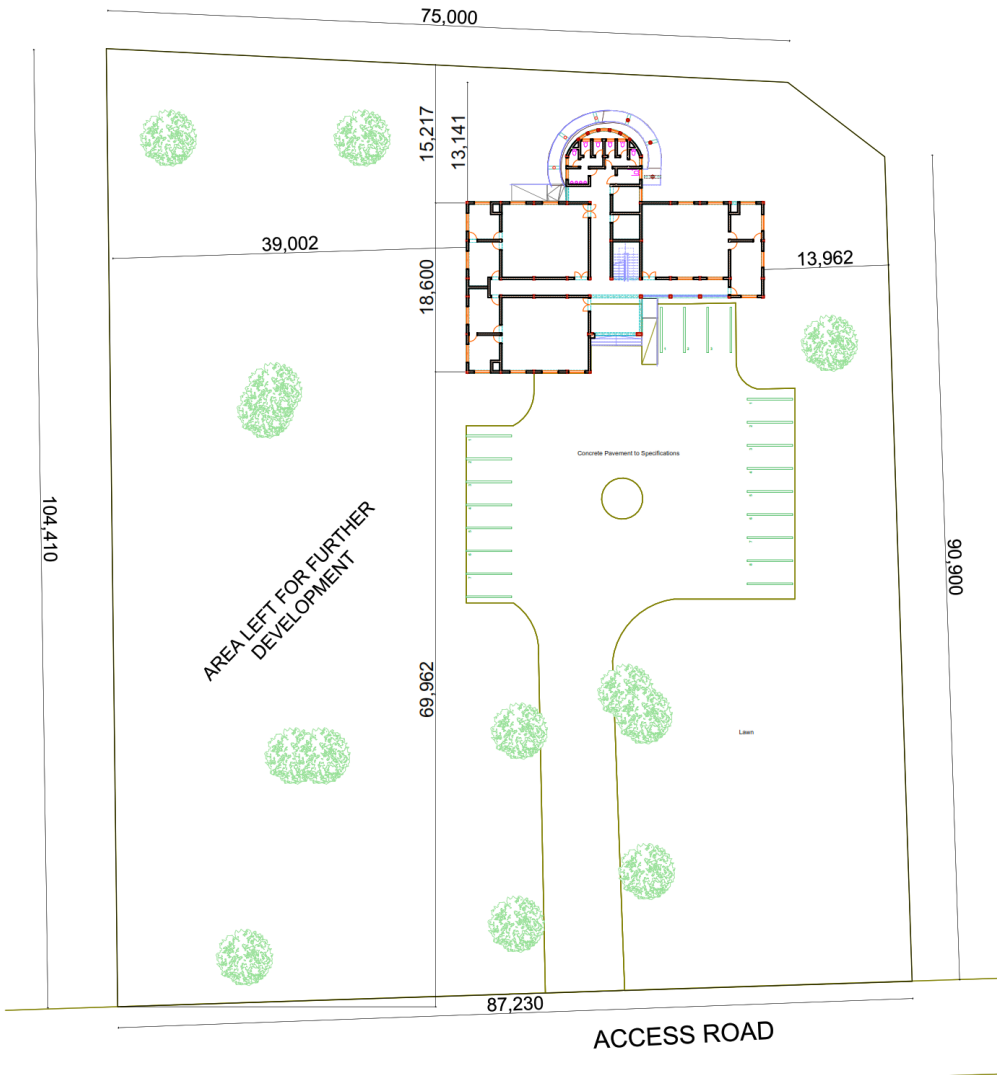 75,000
15,217
13,141
39,002
13,962
18,600
Concrete Pavement to Specifications
104,410
90,900
AREA LEFT FOR FURTHER
DEVELOPMENT
69,962
Lawn
87,230
ACCESS ROAD